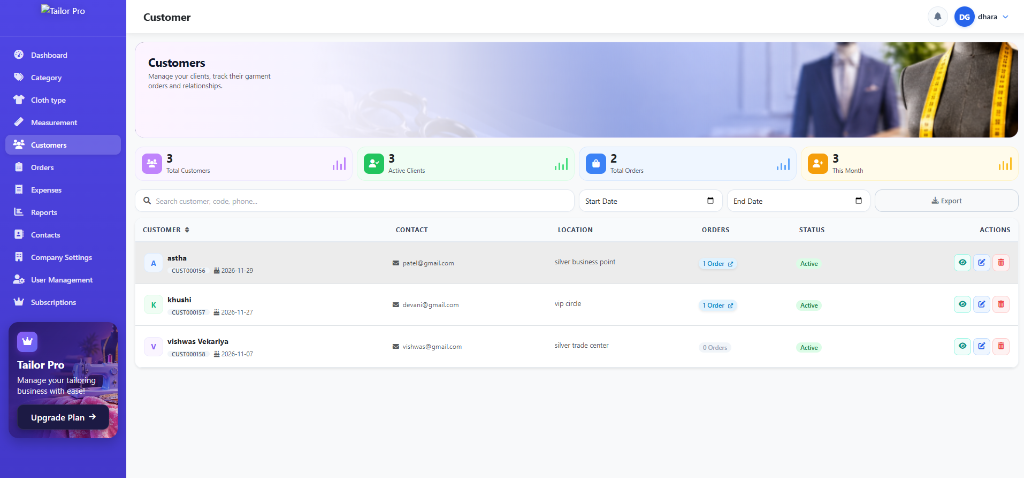 Tailor Pro
Customer
DG dhara
Dashboard
Category
Cloth type
Measurement
Customers
Orders
Expenses
Reports
Contacts
Company Settings
User Management
Subscriptions
Tailor Pro
Manage your tailoring
business with ease!
Upgrade Plan →
Customers
Manage your clients, track their garment
orders and relationships.
3
Total Customers
3
Active Clients
2
Total Orders
3
This Month
Search customer, code, phone...
Start Date
End Date
Export
CUSTOMER CONTACT LOCATION ORDERS STATUS ACTIONS
A astha
CUST000156 2026-11-29
patel@gmail.com
silver business point
1 Order
Active
K khushi
CUST000157 2026-11-27
devani@gmail.com
vip circle
1 Order
Active
V vishwas Vekariya
CUST000158 2026-11-07
vishwas@gmail.com
silver trade center
0 Orders
Active